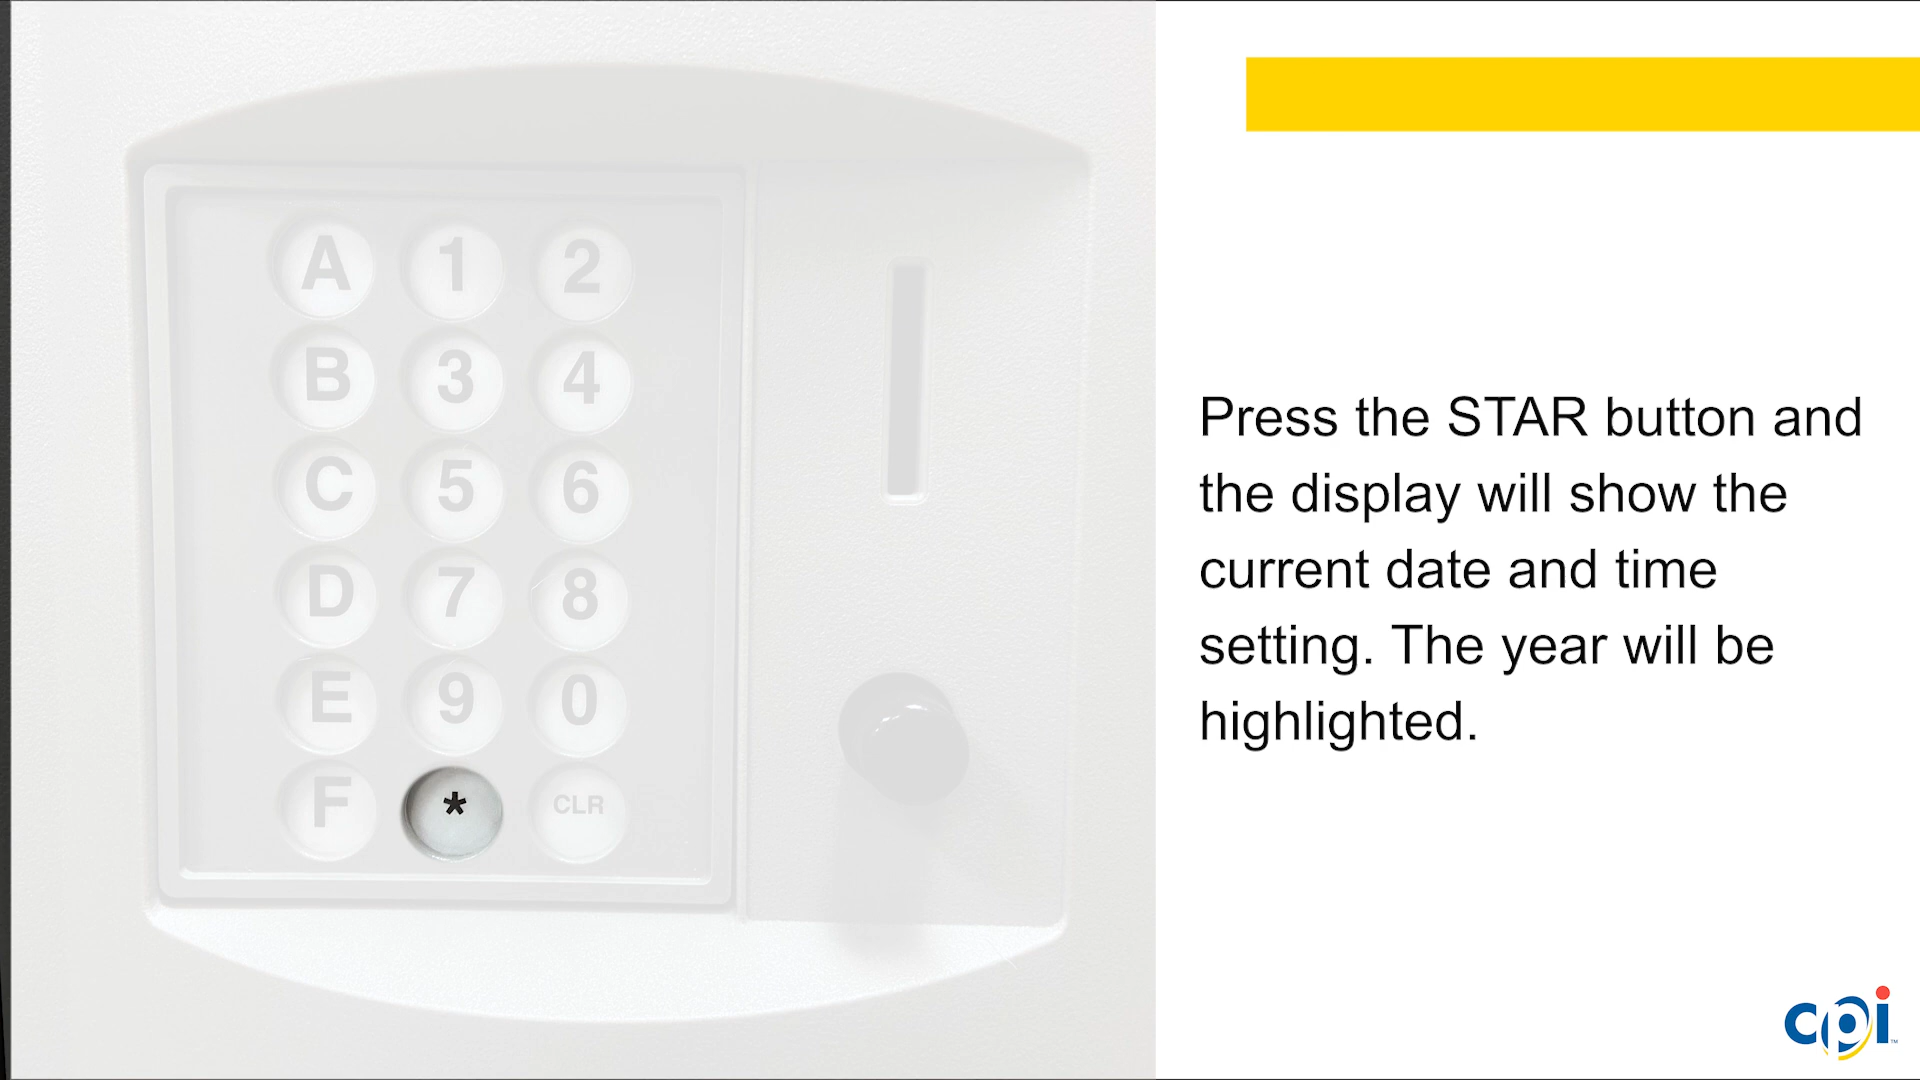 A 1 2
B 3 4
C 5 6
D 7 8
E 9 0
F * CLR
Press the STAR button and
the display will show the
current date and time
setting. The year will be
highlighted.
cpi™